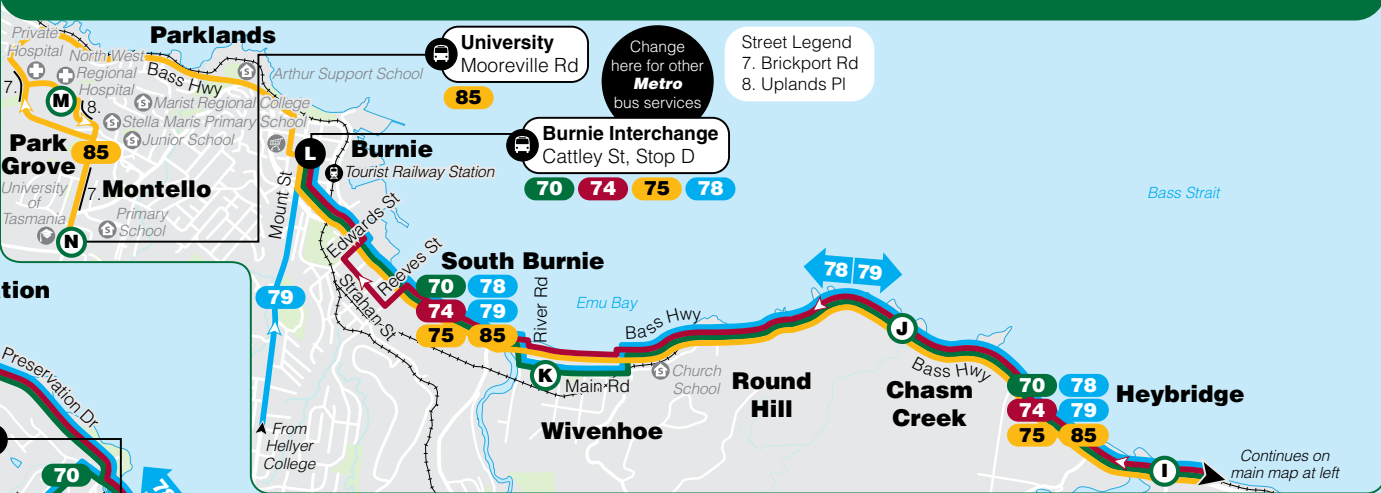 Private
Hospital
North West
Regional
Hospital
Parklands
Bass Hwy
Arthur Support School
7.
M
8.
Marist Regional College
Stella Maris Primary School
Junior School
Park
Grove
85
University
of
Tasmania
7.
Montello
Primary
School
N
University
Mooreville Rd
85
Change
here for other
Metro
bus services
Street Legend
7. Brickport Rd
8. Uplands Pl
Burnie Interchange
Cattley St, Stop D
70 74 75 78
L
Burnie
Tourist Railway Station
Mount St
Edwards St
Reeves St
Strahan St
South Burnie
70 78
74 79
75 85
River Rd
Emu Bay
Bass Strait
78 79
79
From
Hellyer
College
K
Main Rd
Bass Hwy
Church
School
Wivenhoe
Round
Hill
J
Bass Hwy
Chasm
Creek
70 78
74 79
75 85
Heybridge
I
Continues on
main map at left
tion
Preservation Dr
70